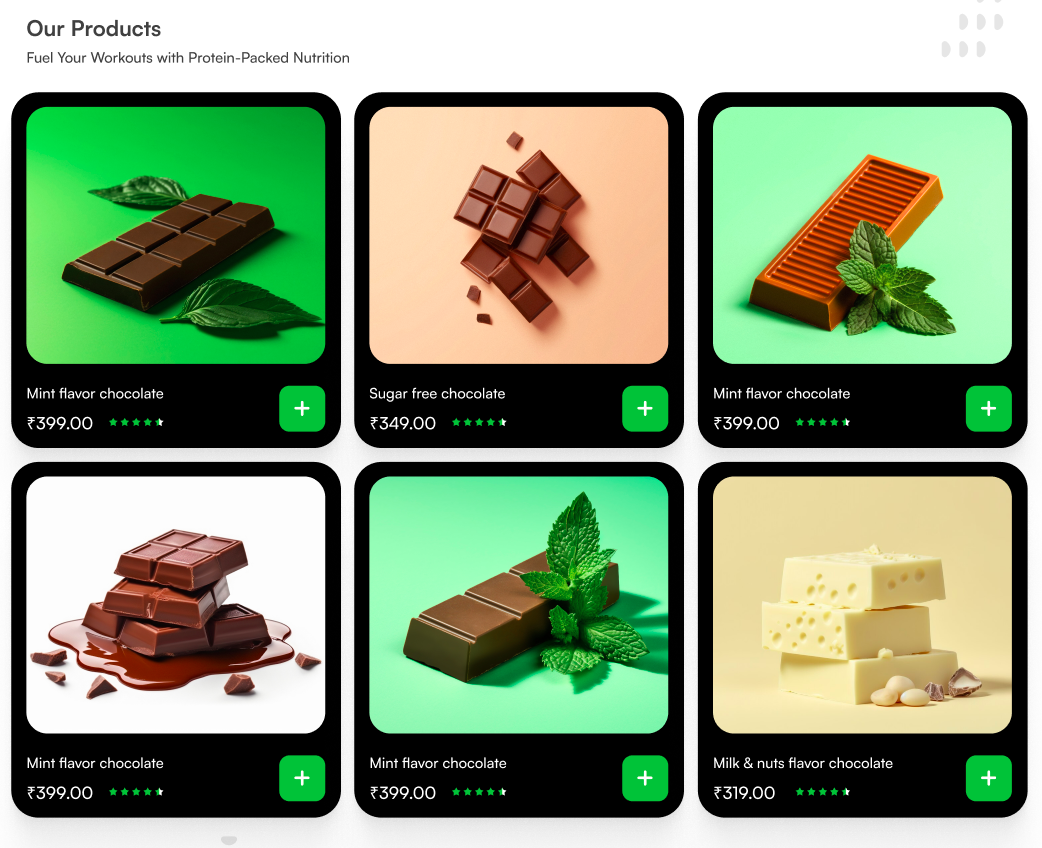 Our Products
Fuel Your Workouts with Protein-Packed Nutrition
Mint flavor chocolate
₹399.00
Sugar free chocolate
₹349.00
Mint flavor chocolate
₹399.00
Mint flavor chocolate
₹399.00
Mint flavor chocolate
₹399.00
Milk & nuts flavor chocolate
₹319.00